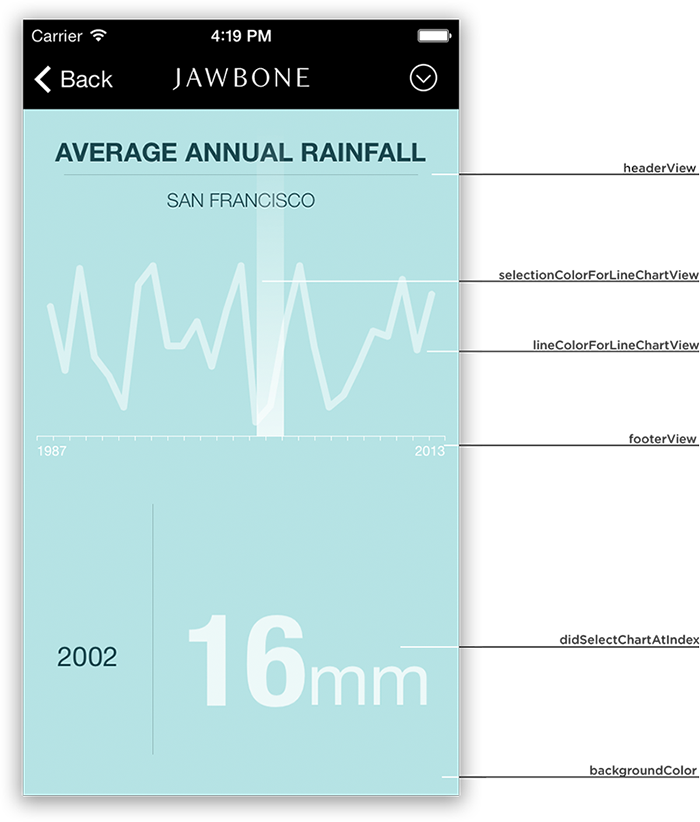 Carrier 4:19 PM
Back JAWBONE
AVERAGE ANNUAL RAINFALL
headerView
SAN FRANCISCO
selectionColorForLineChartView
lineColorForLineChartView
footerView
1987 2013
didSelectChartAtIndex
2002 16mm
backgroundColor